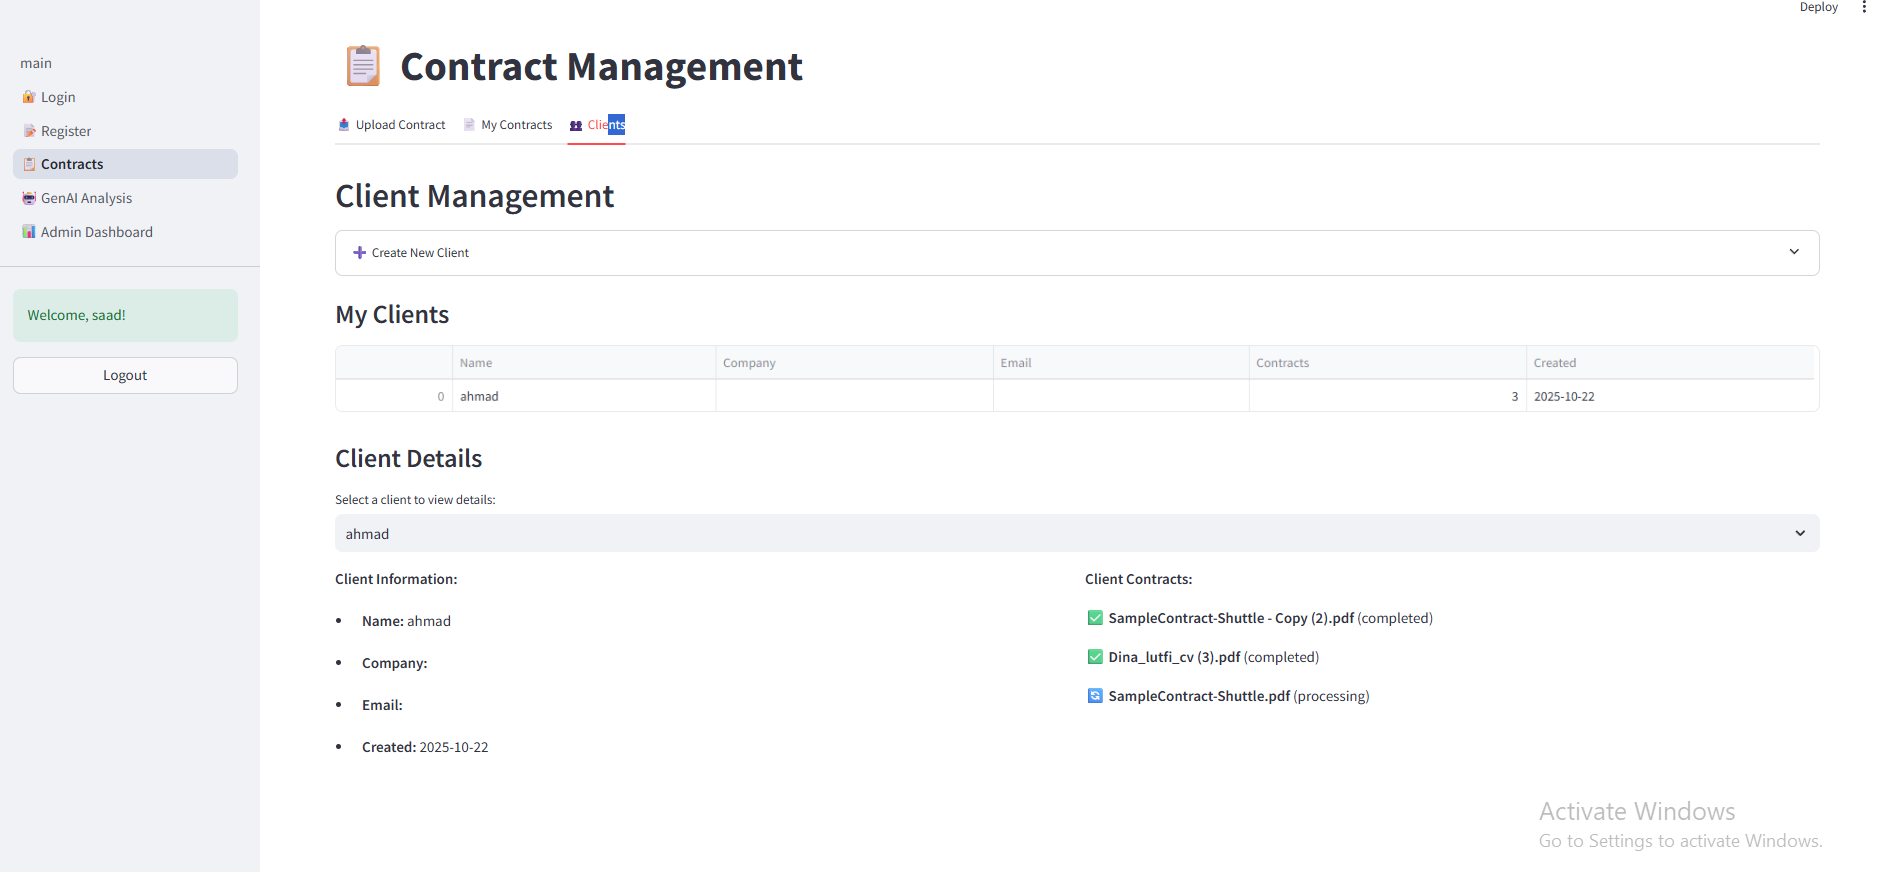 Deploy
main
Login
Register
Contracts
GenAI Analysis
Admin Dashboard
Welcome, saad!
Logout
Contract Management
Upload Contract
My Contracts
Clients
Client Management
Create New Client
My Clients
Name Company Email Contracts Created
0 ahmad 3 2025-10-22
Client Details
Select a client to view details:
ahmad
Client Information:
• Name: ahmad
• Company:
• Email:
• Created: 2025-10-22
Client Contracts:
SampleContract-Shuttle - Copy (2).pdf (completed)
Dina_lutfi_cv (3).pdf (completed)
SampleContract-Shuttle.pdf (processing)
Activate Windows
Go to Settings to activate Windows.